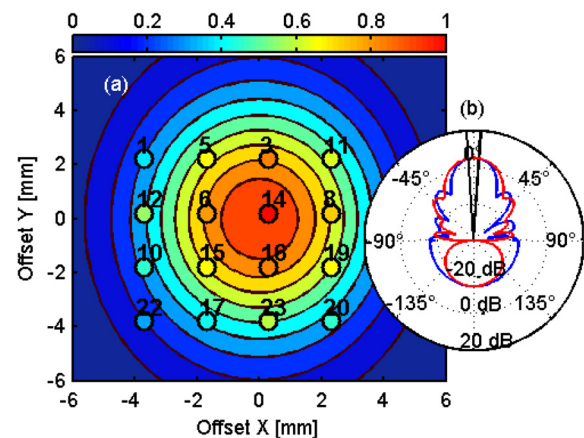 0 0.2 0.4 0.6 0.8 1
6
(a)
(b)
4
1 5 3 11
2
12 6 14 8
0
10 15 16 19
-2
22 17 23 20
-4
-6
-6 -4 -2 0 2 4 6
Offset X [mm]
Offset Y [mm]
0
-45° 45°
-90° 90°
-20 dB
-135° 0 dB 135°
20 dB